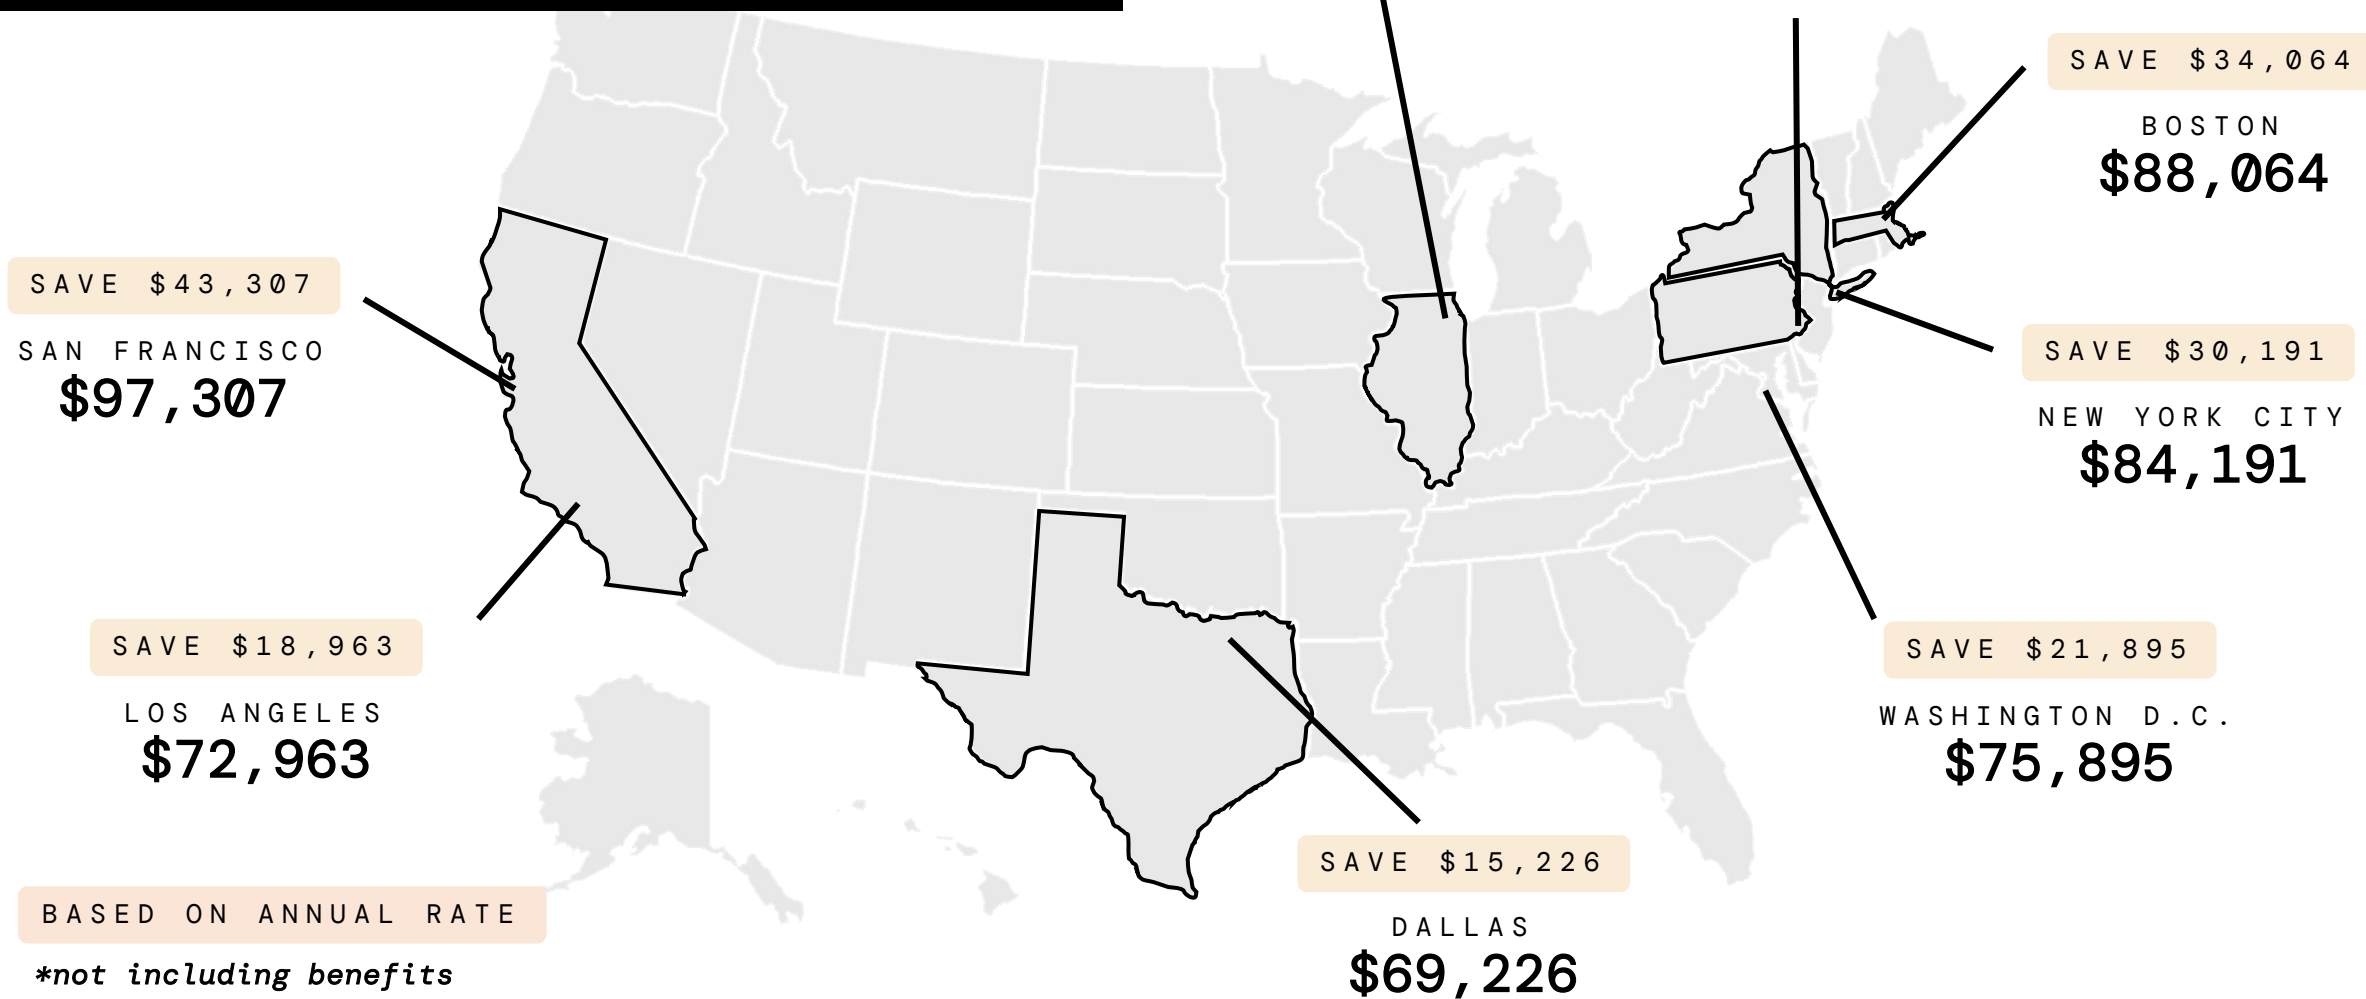 SAVE $34,064
BOSTON
$88,064
SAVE $43,307
SAN FRANCISCO
$97,307
SAVE $30,191
NEW YORK CITY
$84,191
SAVE $18,963
LOS ANGELES
$72,963
SAVE $21,895
WASHINGTON D.C.
$75,895
SAVE $15,226
DALLAS
$69,226
BASED ON ANNUAL RATE
*not including benefits